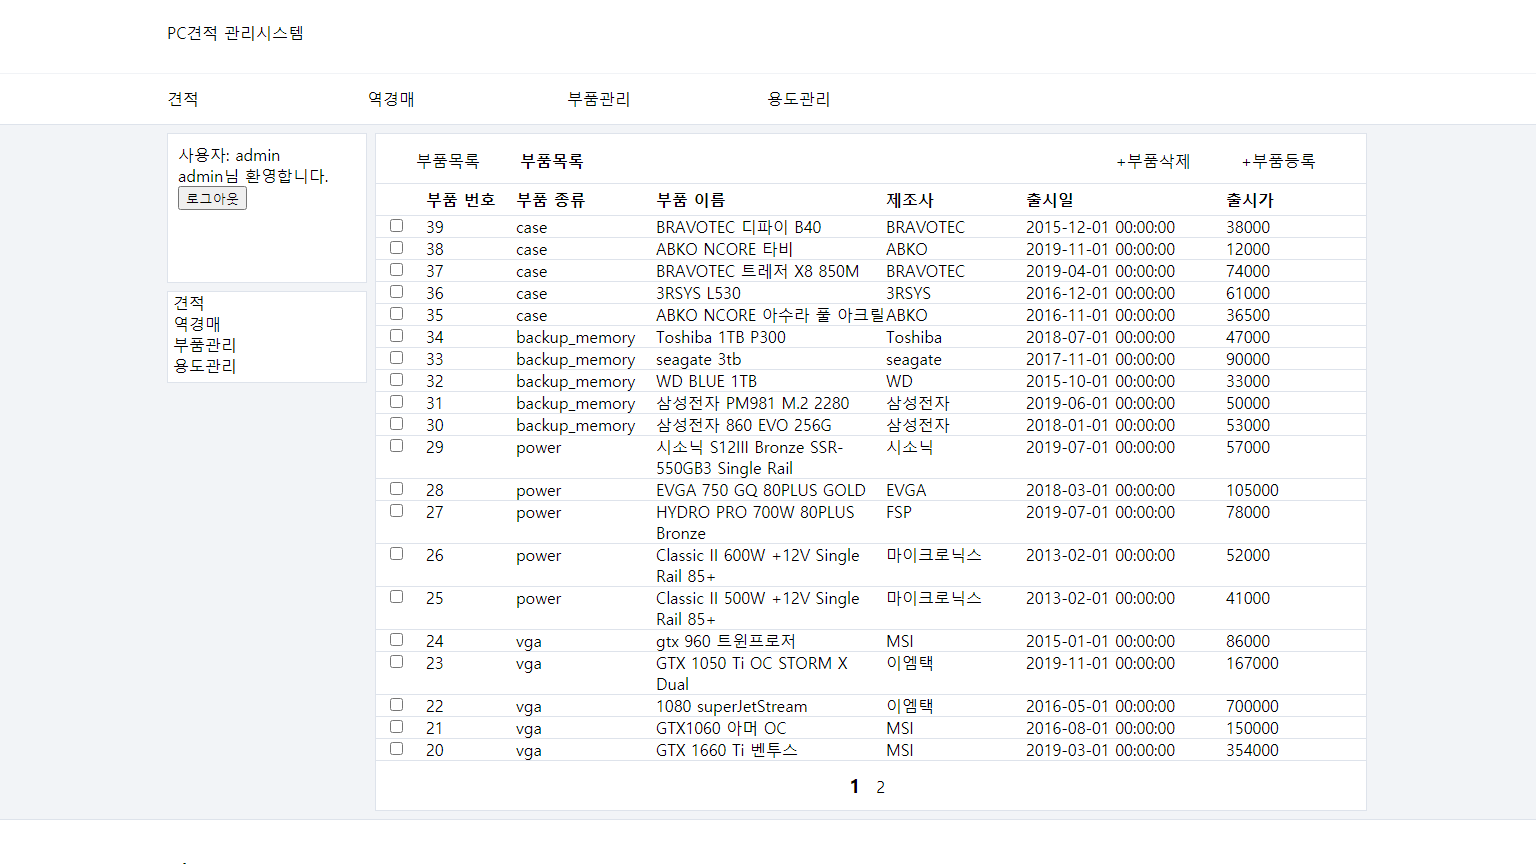 PC견적 관리시스템
견적 역경매 부품관리 용도관리
사용자: admin
admin님 환영합니다.
로그아웃
견적
역경매
부품관리
용도관리
부품목록 부품목록 +부품삭제 +부품등록
부품 번호 부품 종류 부품 이름 제조사 출시일 출시가
39 case BRAVOTEC 디파이 B40 BRAVOTEC 2015-12-01 00:00:00 38000
38 case ABKO NCORE 타비 ABKO 2019-11-01 00:00:00 12000
37 case BRAVOTEC 트레저 X8 850M BRAVOTEC 2019-04-01 00:00:00 74000
36 case 3RSYS L530 3RSYS 2016-12-01 00:00:00 61000
35 case ABKO NCORE 아수라 풀 아크릴 ABKO 2016-11-01 00:00:00 36500
34 backup_memory Toshiba 1TB P300 Toshiba 2018-07-01 00:00:00 47000
33 backup_memory seagate 3tb seagate 2017-11-01 00:00:00 90000
32 backup_memory WD BLUE 1TB WD 2015-10-01 00:00:00 33000
31 backup_memory 삼성전자 PM981 M.2 2280 삼성전자 2019-06-01 00:00:00 50000
30 backup_memory 삼성전자 860 EVO 256G 삼성전자 2018-01-01 00:00:00 53000
29 power 시소닉 S12III Bronze SSR- 시소닉 2019-07-01 00:00:00 57000
550GB3 Single Rail
28 power EVGA 750 GQ 80PLUS GOLD EVGA 2018-03-01 00:00:00 105000
27 power HYDRO PRO 700W 80PLUS FSP 2019-07-01 00:00:00 78000
Bronze
26 power Classic II 600W +12V Single 마이크로닉스 2013-02-01 00:00:00 52000
Rail 85+
25 power Classic II 500W +12V Single 마이크로닉스 2013-02-01 00:00:00 41000
Rail 85+
24 vga gtx 960 트윈프로저 MSI 2015-01-01 00:00:00 86000
23 vga GTX 1050 Ti OC STORM X 이엠택 2019-11-01 00:00:00 167000
Dual
22 vga 1080 superJetStream 이엠택 2016-05-01 00:00:00 700000
21 vga GTX1060 아머 OC MSI 2016-08-01 00:00:00 150000
20 vga GTX 1660 Ti 벤투스 MSI 2019-03-01 00:00:00 354000
1 2